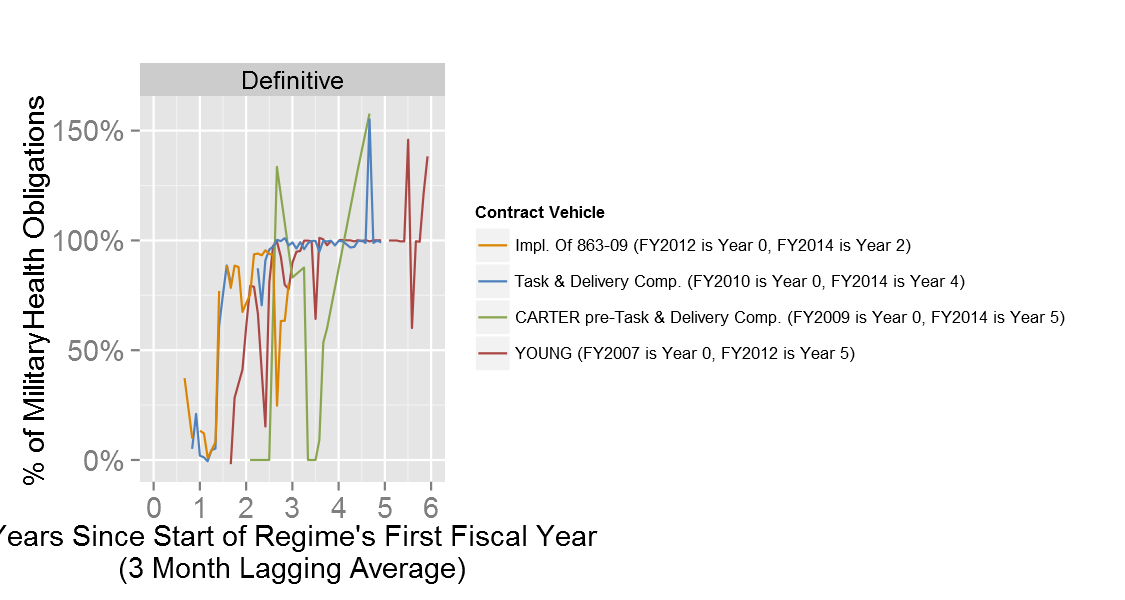 Definitive
% of MilitaryHealth Obligations
150%
100%
50%
0%
0 1 2 3 4 5 6
Years Since Start of Regime's First Fiscal Year
(3 Month Lagging Average)
Contract Vehicle
Impl. Of 863-09 (FY2012 is Year 0, FY2014 is Year 2)
Task & Delivery Comp. (FY2010 is Year 0, FY2014 is Year 4)
CARTER pre-Task & Delivery Comp. (FY2009 is Year 0, FY2014 is Year 5)
YOUNG (FY2007 is Year 0, FY2012 is Year 5)